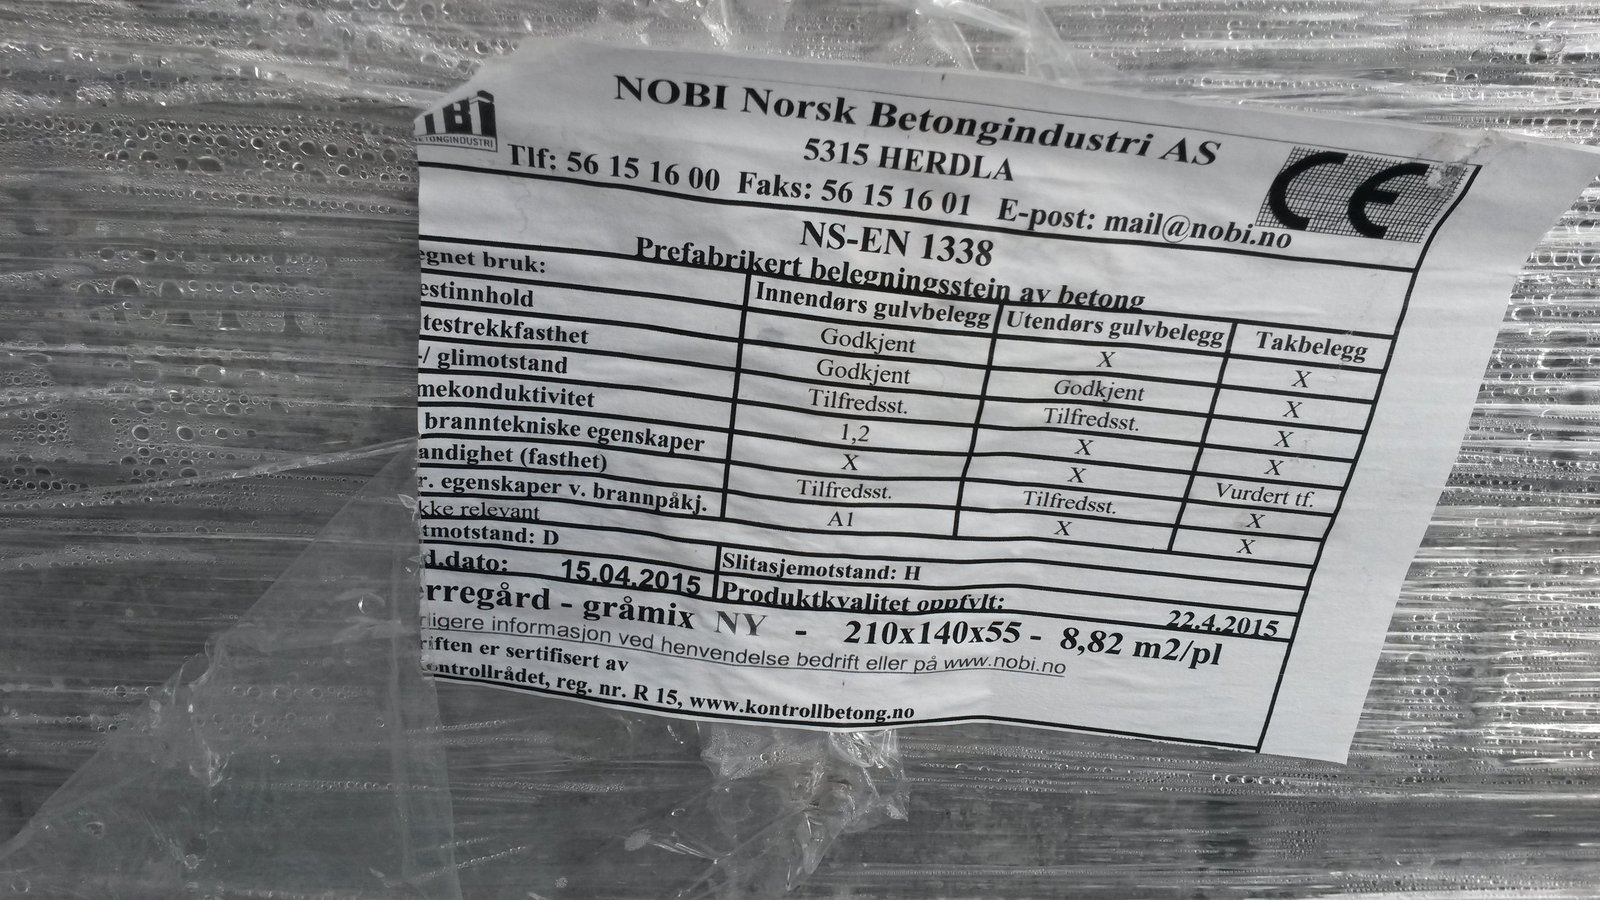 NOBI Norsk Betongindustri AS
5315 HERDLA
Tlf: 56 15 16 00 Faks: 56 15 16 01 E-post: mail@nobi.no
IBI
ETONGINDUSTRI
CE
NS-EN 1338
Prefabrikert belegningsstein av betong
egnet bruk: Innendørs gulvbelegg Utendørs gulvbelegg Takbelegg
estinnhold Godkjent X X
testrekkfasthet Godkjent Godkjent X
-/ glimotstand Tilfredsst. Tilfredsst. X
mekonduktivitet 1,2 X X
branntekniske egenskaper X X Vurdert tf.
andighet (fasthet) Tilfredsst. Tilfredsst. X
r. egenskaper v. brannpåkj. A1 X X
kke relevant
tmotstand: D Slitasjemotstand: H
d.dato: 15.04.2015 Produktkvalitet oppfylt: 22.4.2015
erregård - gråmix NY - 210x140x55 - 8,82 m2/pl
rligere informasjon ved henvendelse bedrift eller på www.nobi.no
riften er sertifisert av
ontrollrådet, reg. nr. R 15, www.kontrollbetong.no